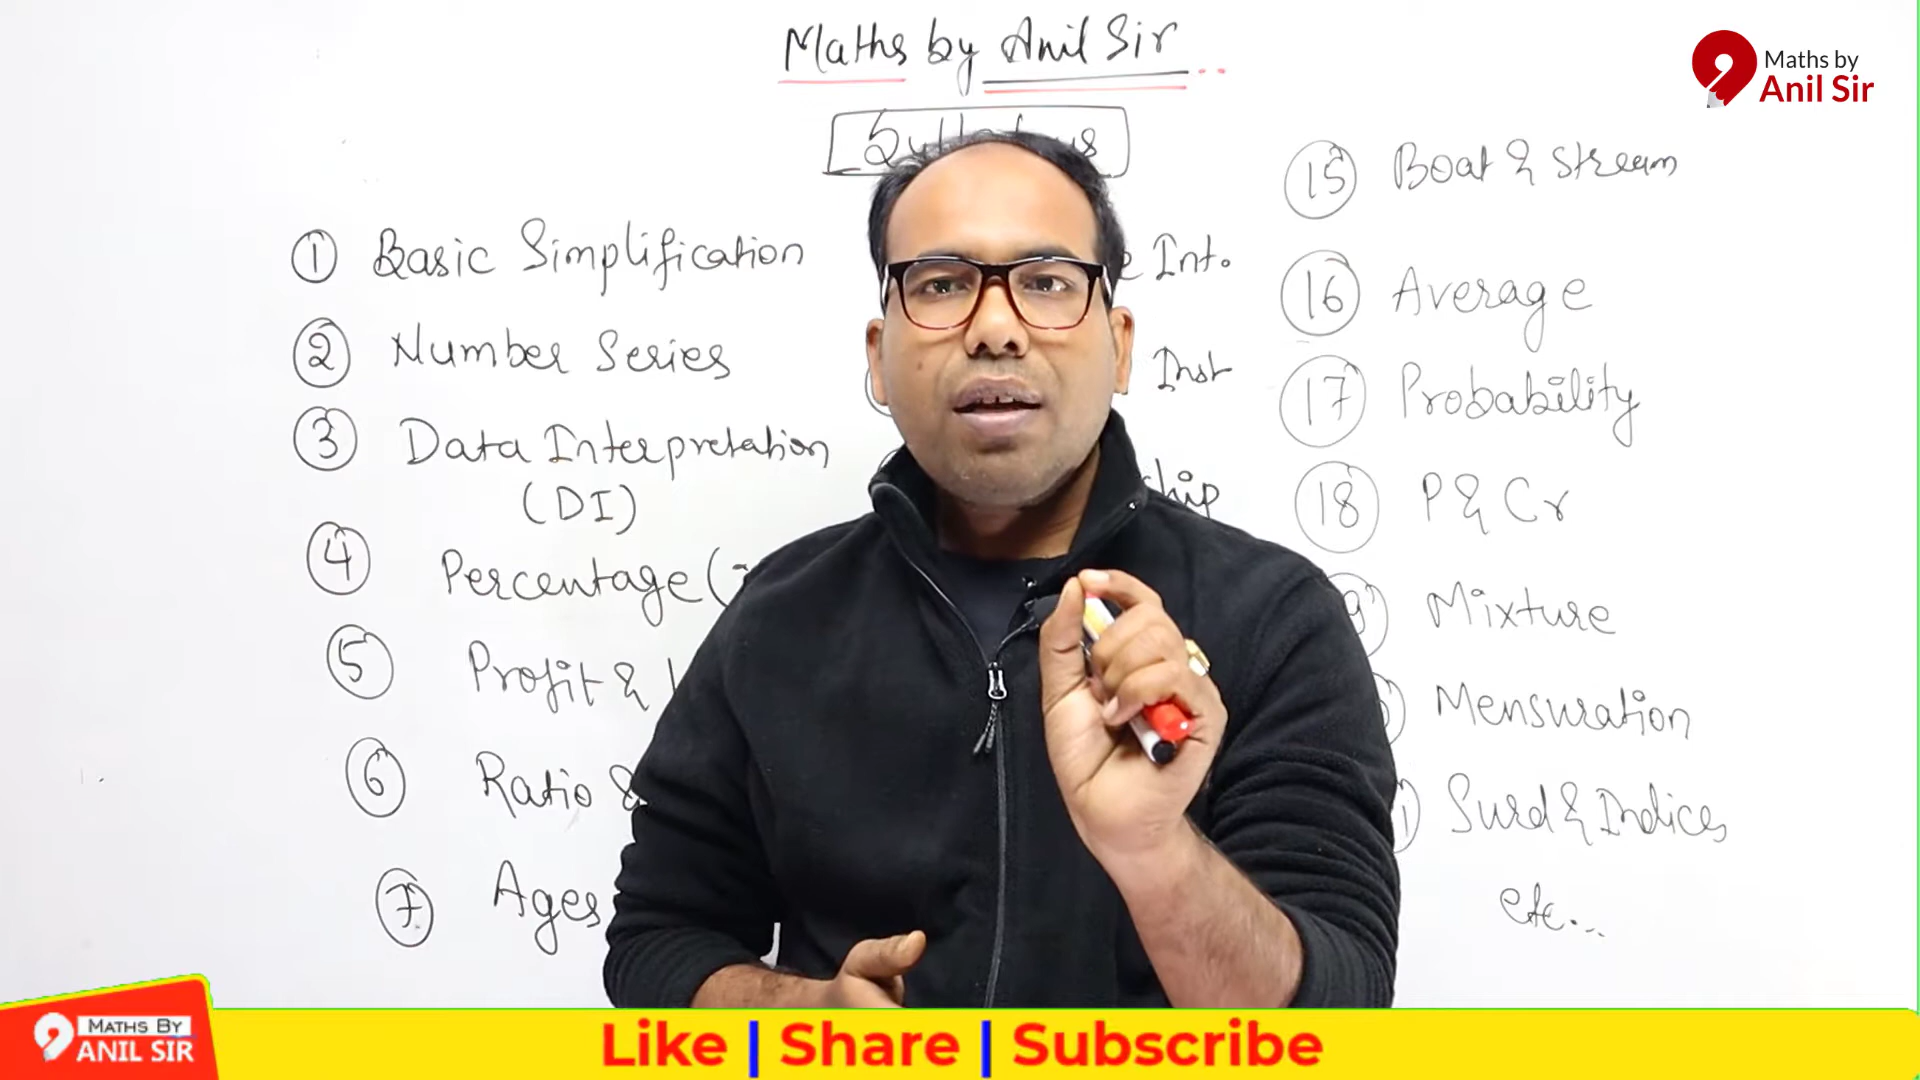 Maths by Anil Sir
Maths by
Anil Sir
1 Basic Simplification
2 Number Series
3 Data Interpretation
(DI)
4 Percentage (
5 Profit &
6 Ratio &
7 Ages
Int.
Inst
ship
15 Boat & Stream
16 Average
17 Probability
18 P & Cr
Mixture
Mensuration
Surd & Indices
etc...
MATHS BY
ANIL SIR
Like | Share | Subscribe